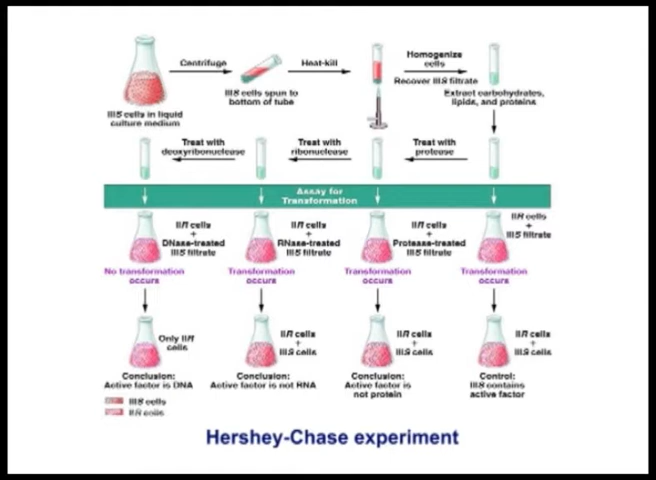 Centrifuge
Heat-kill
Homogenize
cells
Recover IIIS filtrate
IIIS cells in liquid
culture medium
IIIS cells spun to
bottom of tube
Extract carbohydrates,
lipids, and proteins
Treat with
deoxyribonuclease
Treat with
ribonuclease
Treat with
protease
Assay for
Transformation
IIR cells
+
DNase-treated
IIIS filtrate
IIR cells
+
RNase-treated
IIIS filtrate
IIR cells
+
Protease-treated
IIIS filtrate
IIR cells
+
IIIS filtrate
No transformation
occurs
Transformation
occurs
Transformation
occurs
Transformation
occurs
Only IIR
cells
IIR cells
+
IIIS cells
IIR cells
+
IIIS cells
IIR cells
+
IIIS cells
Conclusion:
Active factor is DNA
Conclusion:
Active factor is not RNA
Conclusion:
Active factor is
not protein
Control:
IIIS contains
active factor
IIIS cells
IIR cells
Hershey-Chase experiment